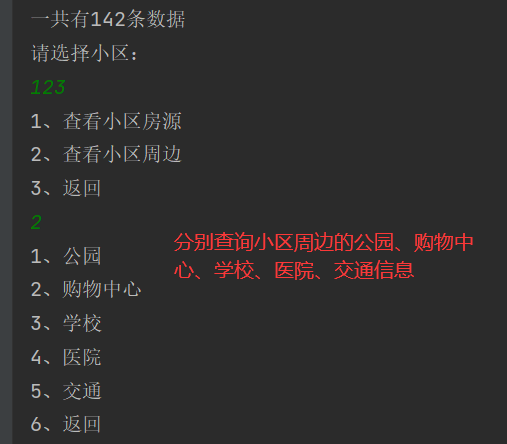 一共有142条数据
请选择小区：
123
1、查看小区房源
2、查看小区周边
3、返回
2
1、公园
2、购物中心
3、学校
4、医院
5、交通
6、返回
分别查询小区周边的公园、购物中
心、学校、医院、交通信息